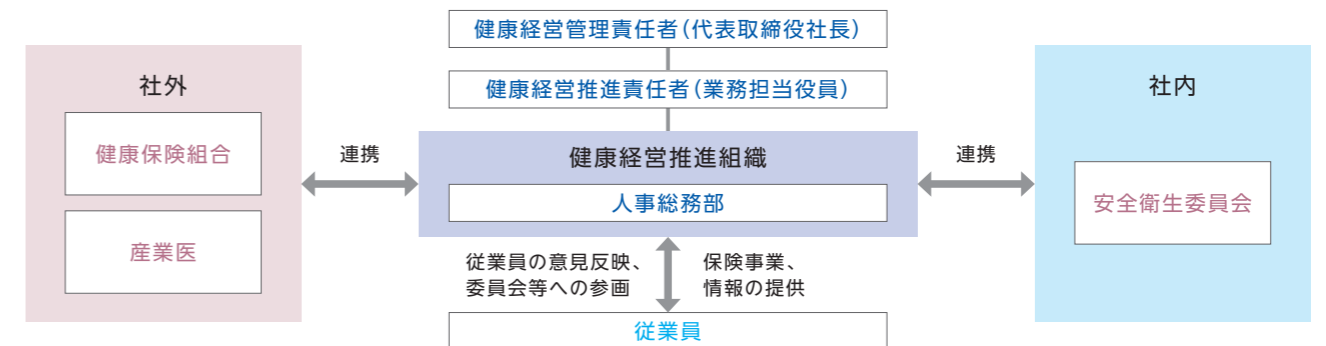 健康経営管理責任者（代表取締役社長）
健康経営推進責任者（業務担当役員）
社外
健康保険組合
産業医
連携
健康経営推進組織
人事総務部
連携
社内
安全衛生委員会
従業員の意見反映、
委員会等への参画
保険事業、
情報の提供
従業員